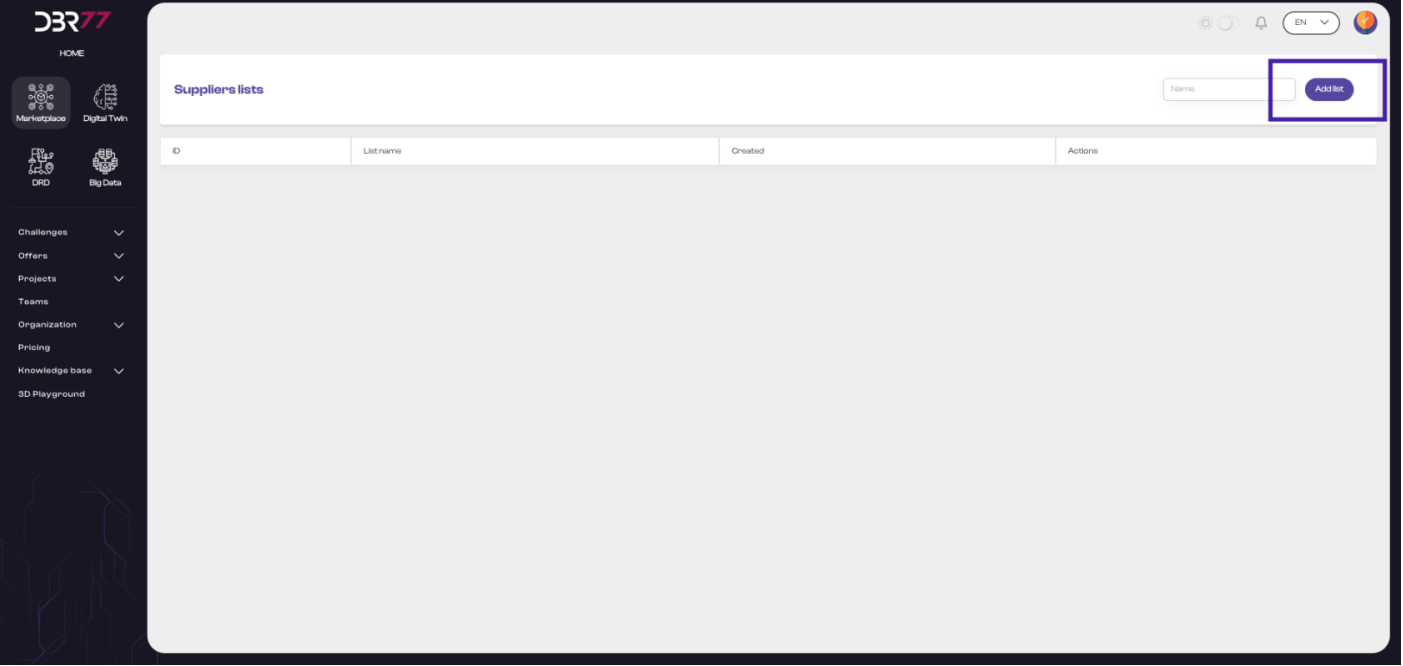 DBR77
HOME
Marketplace
Digital Twin
DRD
Big Data
Challenges
Offers
Projects
Teams
Organization
Pricing
Knowledge base
3D Playground
EN
Suppliers lists
Name
Add list
ID
List name
Created
Actions